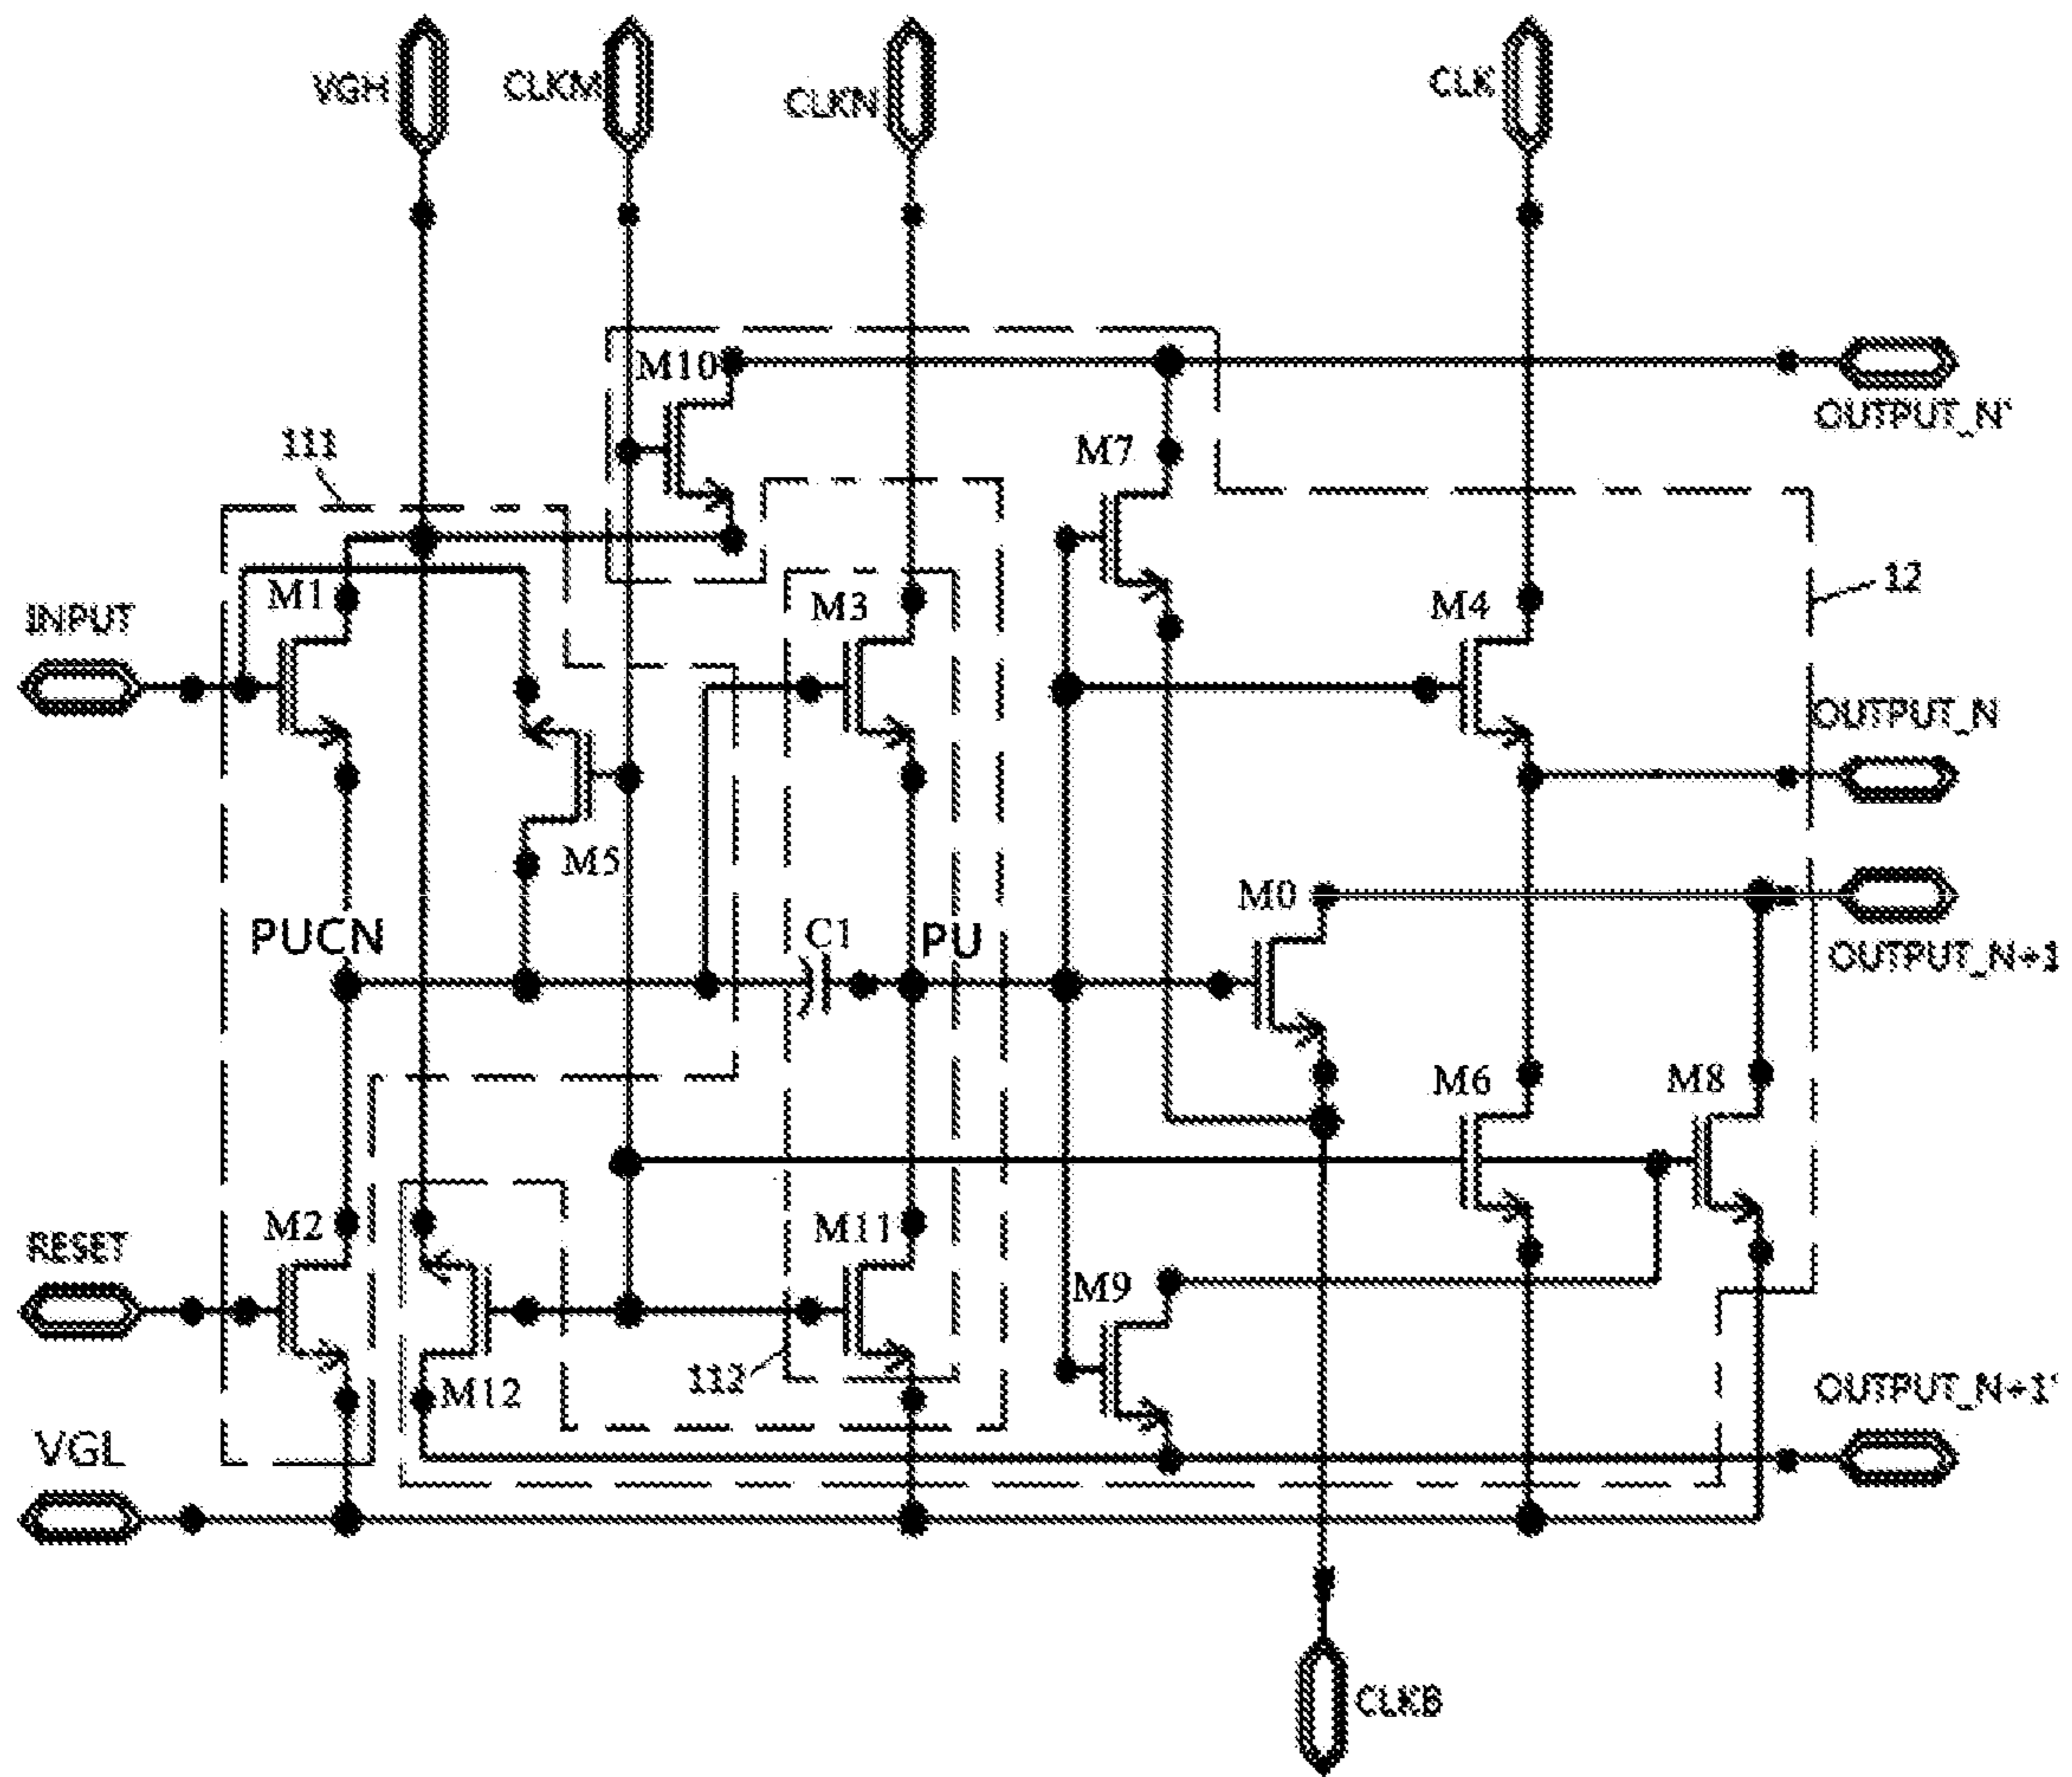 VGH
CLKM
CLKN
CLK
M10
OUTPUT_N'
111
M7
12
INPUT
M1
M3
M4
OUTPUT_N
M5
M0
PUCN
C1
PU
OUTPUT_N+1
M6
M8
RESET
M2
M11
M9
112
M12
OUTPUT_N+1'
VGL
CLKB